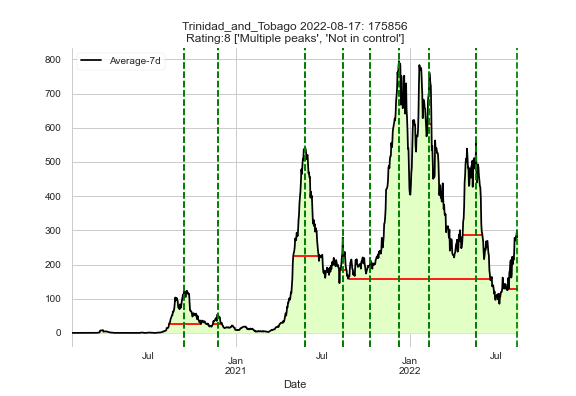 Trinidad_and_Tobago 2022-08-17: 175856
Rating:8 ['Multiple peaks', 'Not in control']
Average-7d
800
700
600
500
400
300
200
100
0
Jul
Jan
2021
Jul
Jan
2022
Jul
Date